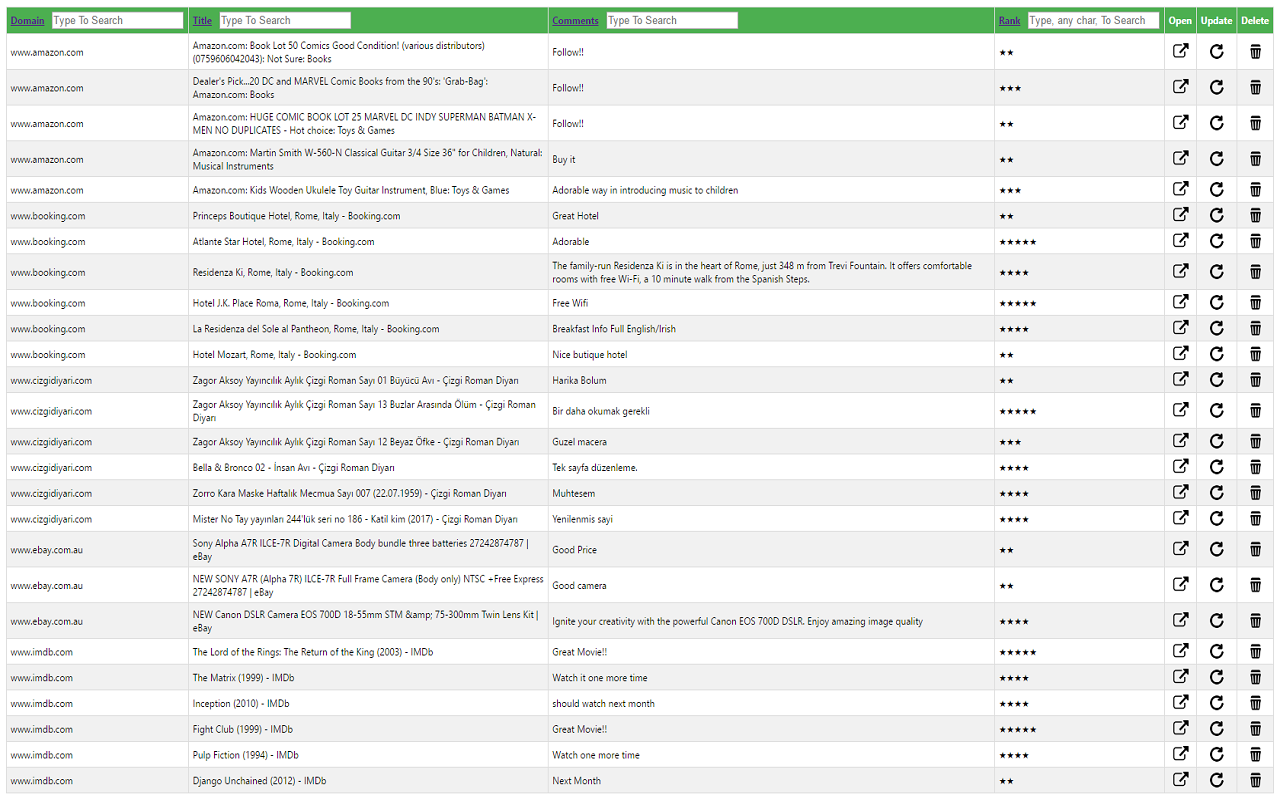 Domain Type To Search Title Type To Search Comments Type To Search Rank Type, any char, To Search Open Update Delete
www.amazon.com Amazon.com: Book Lot 50 Comics Good Condition! (various distributors)
(0759606042043): Not Sure: Books Follow!! ★★
www.amazon.com Dealer's Pick...20 DC and MARVEL Comic Books from the 90's: 'Grab-Bag':
Amazon.com: Books Follow!! ★★★
www.amazon.com Amazon.com: HUGE COMIC BOOK LOT 25 MARVEL DC INDY SUPERMAN BATMAN X-
MEN NO DUPLICATES - Hot choice: Toys & Games Follow!! ★★
www.amazon.com Amazon.com: Martin Smith W-560-N Classical Guitar 3/4 Size 36" for Children, Natural:
Musical Instruments Buy it ★★
www.amazon.com Amazon.com: Kids Wooden Ukulele Toy Guitar Instrument, Blue: Toys & Games Adorable way in introducing music to children ★★★
www.booking.com Princeps Boutique Hotel, Rome, Italy - Booking.com Great Hotel ★★
www.booking.com Atlante Star Hotel, Rome, Italy - Booking.com Adorable ★★★★★
www.booking.com Residenza Ki, Rome, Italy - Booking.com The family-run Residenza Ki is in the heart of Rome, just 348 m from Trevi Fountain. It offers comfortable
rooms with free Wi-Fi, a 10 minute walk from the Spanish Steps. ★★★★
www.booking.com Hotel J.K. Place Roma, Rome, Italy - Booking.com Free Wifi ★★★★★
www.booking.com La Residenza del Sole al Pantheon, Rome, Italy - Booking.com Breakfast Info Full English/Irish ★★★★
www.booking.com Hotel Mozart, Rome, Italy - Booking.com Nice butique hotel ★★
www.cizgidiyari.com Zagor Aksoy Yayıncılık Aylık Çizgi Roman Sayı 01 Büyücü Avı - Çizgi Roman Diyarı Harika Bolum ★★
www.cizgidiyari.com Zagor Aksoy Yayıncılık Aylık Çizgi Roman Sayı 13 Buzlar Arasında Ölüm - Çizgi Roman
Diyarı Bir daha okumak gerekli ★★★★★
www.cizgidiyari.com Zagor Aksoy Yayıncılık Aylık Çizgi Roman Sayı 12 Beyaz Öfke - Çizgi Roman Diyarı Guzel macera ★★★
www.cizgidiyari.com Bella & Bronco 02 - İnsan Avı - Çizgi Roman Diyarı Tek sayfa düzenleme. ★★★★
www.cizgidiyari.com Zorro Kara Maske Haftalık Mecmua Sayı 007 (22.07.1959) - Çizgi Roman Diyarı Muhtesem ★★★★
www.cizgidiyari.com Mister No Tay yayınları 244'lük seri no 186 - Katil kim (2017) - Çizgi Roman Diyarı Yenilenmis sayi ★★★★
www.ebay.com.au Sony Alpha A7R ILCE-7R Digital Camera Body bundle three batteries 27242874787 |
eBay Good Price ★★
www.ebay.com.au NEW SONY A7R (Alpha 7R) ILCE-7R Full Frame Camera (Body only) NTSC +Free Express
27242874787 | eBay Good camera ★★
www.ebay.com.au NEW Canon DSLR Camera EOS 700D 18-55mm STM &amp; 75-300mm Twin Lens Kit |
eBay Ignite your creativity with the powerful Canon EOS 700D DSLR. Enjoy amazing image quality ★★★★
www.imdb.com The Lord of the Rings: The Return of the King (2003) - IMDb Great Movie!! ★★★★★
www.imdb.com The Matrix (1999) - IMDb Watch it one more time ★★★★
www.imdb.com Inception (2010) - IMDb should watch next month ★★★★
www.imdb.com Fight Club (1999) - IMDb Great Movie!! ★★★★★
www.imdb.com Pulp Fiction (1994) - IMDb Watch one more time ★★★★
www.imdb.com Django Unchained (2012) - IMDb Next Month ★★